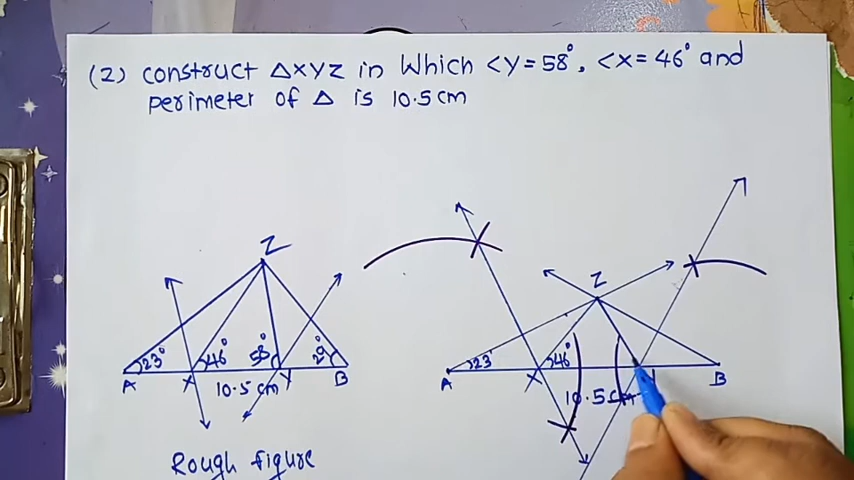 (2) construct △XYZ in which <Y = 58°, <X = 46° and
perimeter of △ is 10.5 cm
Z
23°
46°
58°
29°
A
X
10.5 cm
Y
B
Rough figure
Z
23°
46°
A
X
10.5 cm
B